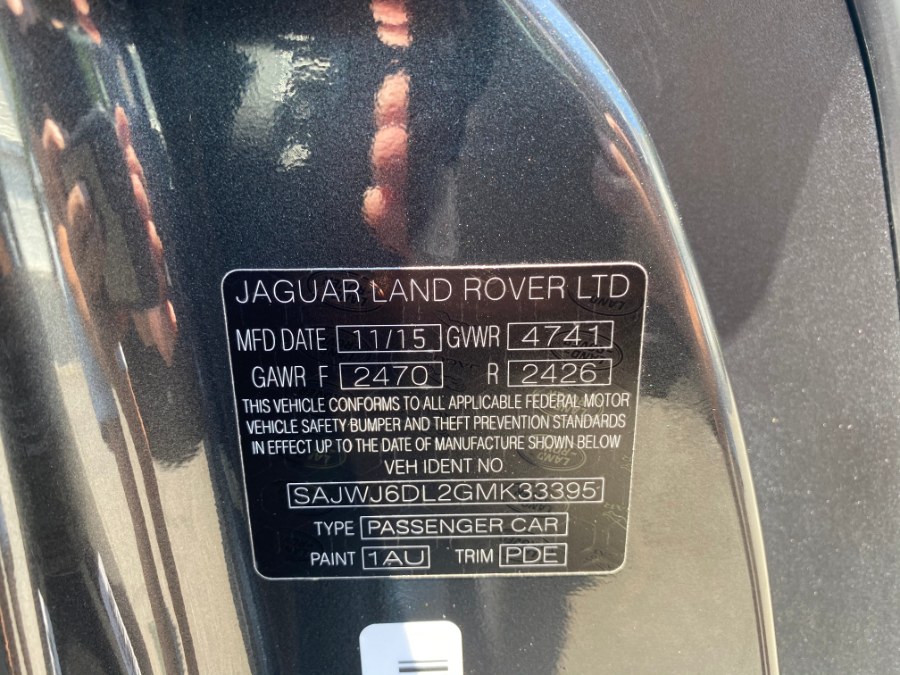 JAGUAR LAND ROVER LTD
MFD DATE 11/15 GVWR 4741
GAWR F 2470 R 2426
THIS VEHICLE CONFORMS TO ALL APPLICABLE FEDERAL MOTOR
VEHICLE SAFETY BUMPER AND THEFT PREVENTION STANDARDS
IN EFFECT UP TO THE DATE OF MANUFACTURE SHOWN BELOW
VEH IDENT NO.
SAJWJ6DL2GMK33395
TYPE PASSENGER CAR
PAINT 1AU TRIM PDE